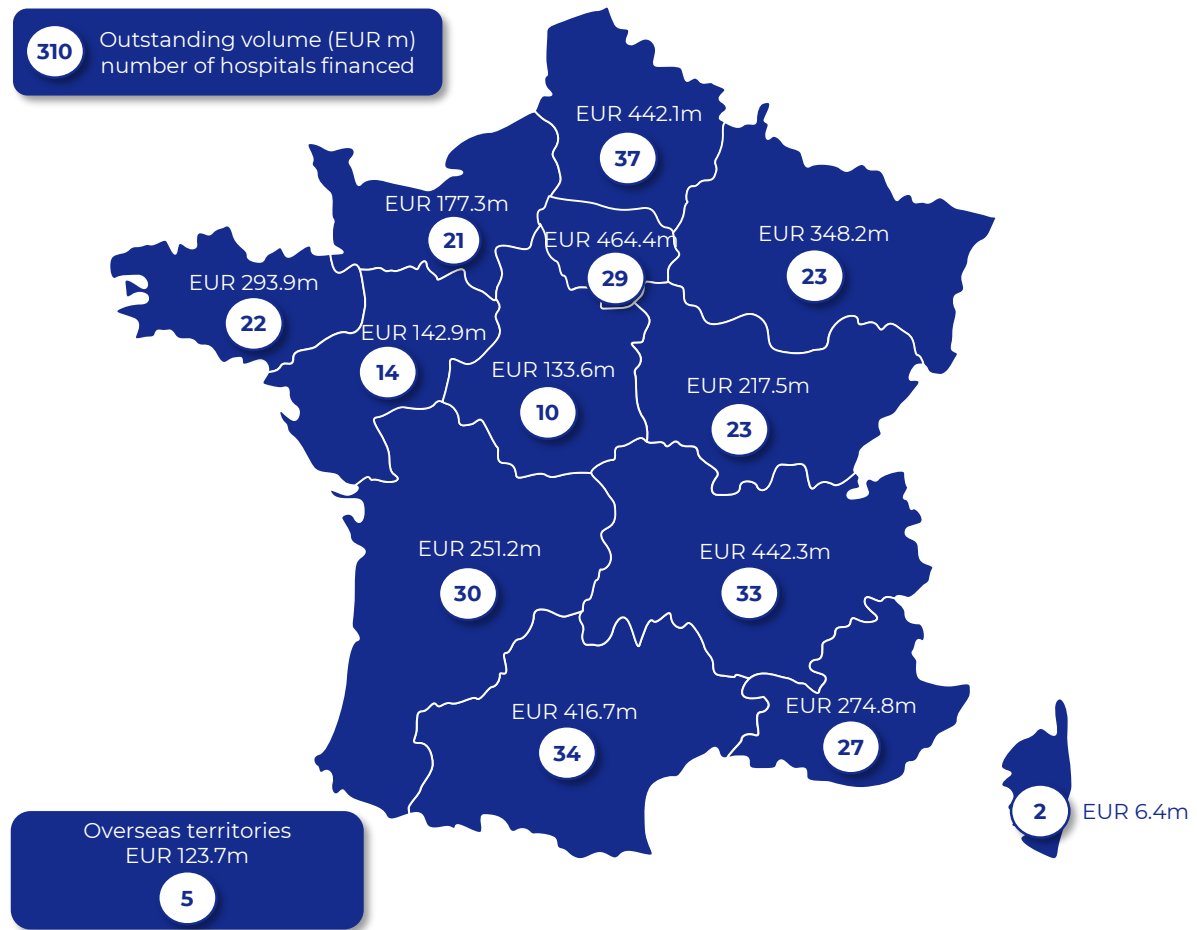 310
Outstanding volume (EUR m)
number of hospitals financed
EUR 442.1m
37
EUR 177.3m
21
EUR 464.4m
29
EUR 348.2m
23
EUR 293.9m
22
EUR 142.9m
14
EUR 133.6m
10
EUR 217.5m
23
EUR 251.2m
30
EUR 442.3m
33
EUR 416.7m
34
EUR 274.8m
27
2
EUR 6.4m
Overseas territories
EUR 123.7m
5